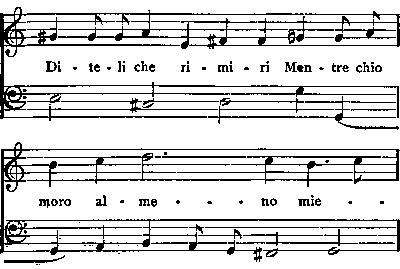 Di - te - li che ri - mi - ri Men - tre chio
moro al - me - no mie - -